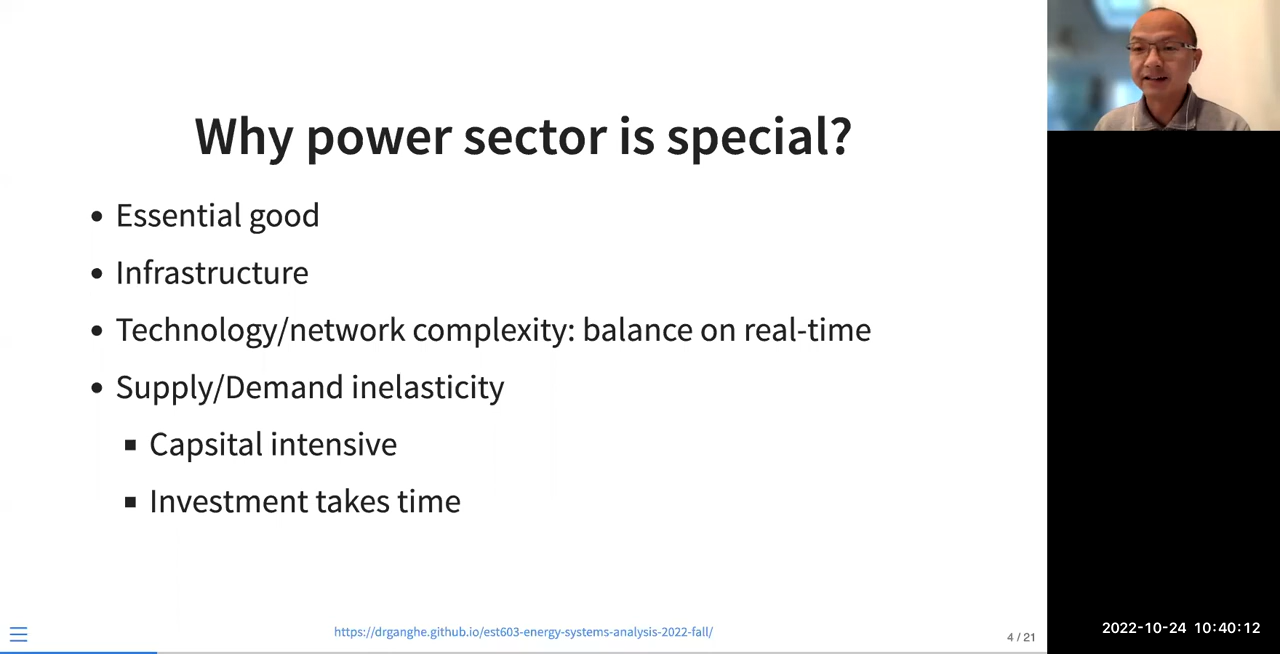 Why power sector is special?
• Essential good
• Infrastructure
• Technology/network complexity: balance on real-time
• Supply/Demand inelasticity
▪ Capsital intensive
▪ Investment takes time
https://drganghe.github.io/est603-energy-systems-analysis-2022-fall/
4 / 21
2022-10-24 10:40:12